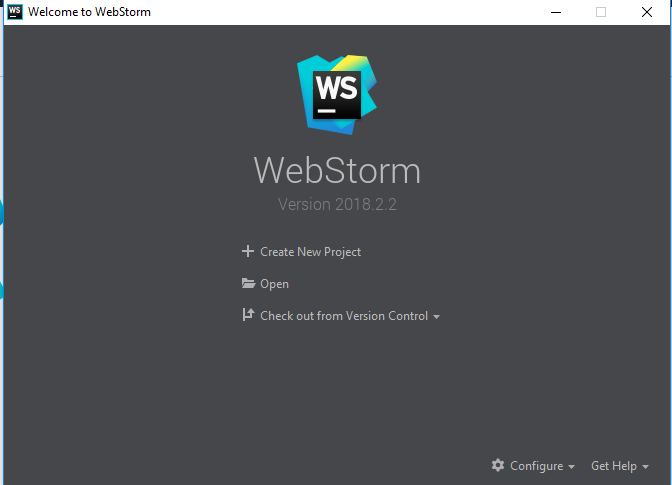 WS Welcome to WebStorm
WS
WebStorm
Version 2018.2.2
Create New Project
Open
Check out from Version Control
Configure Get Help